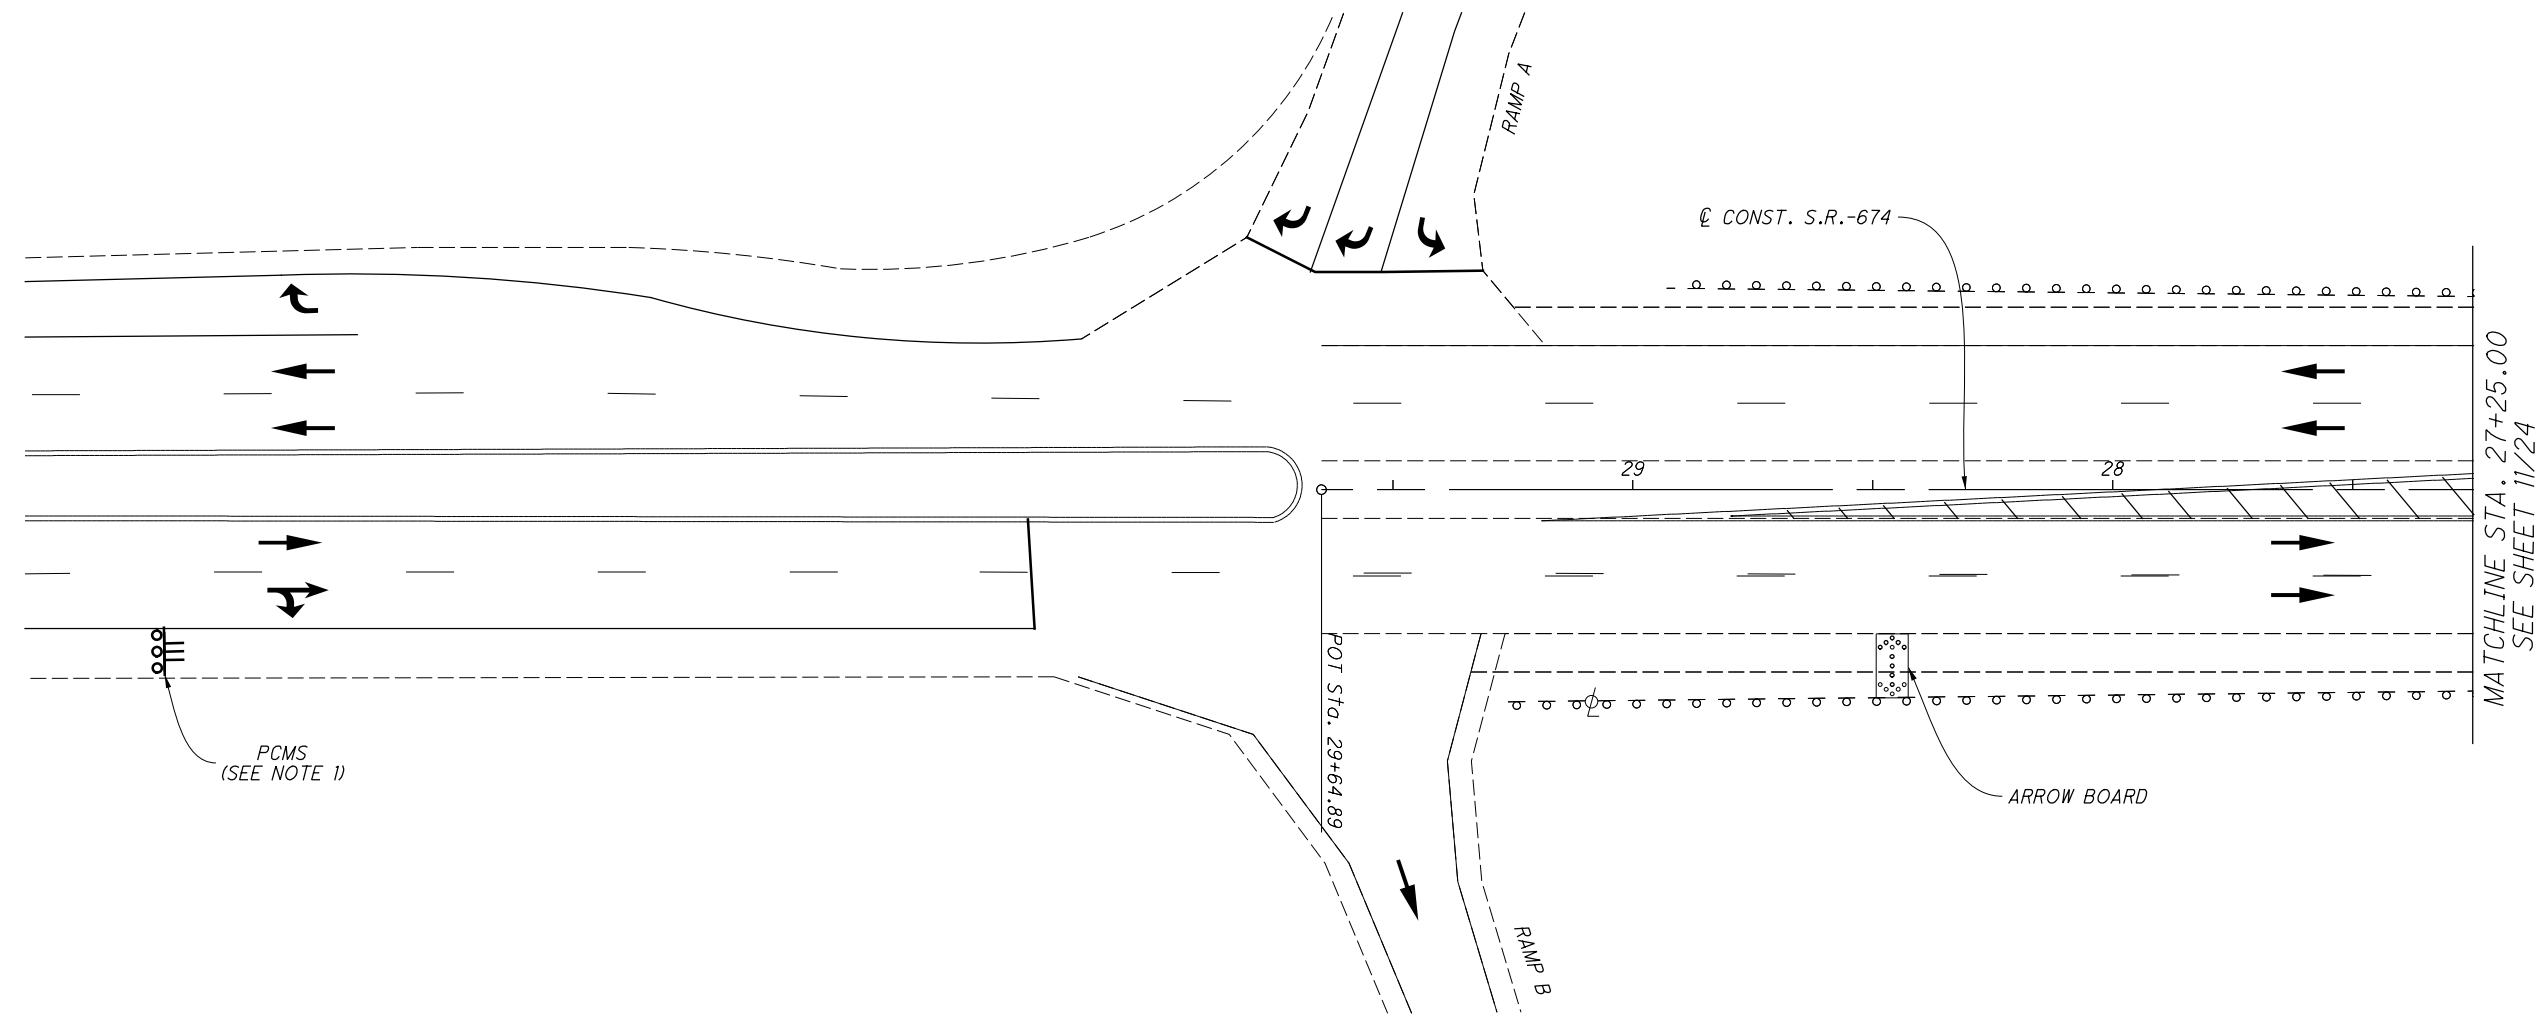 RAMP A
℄ CONST. S.R.-674
29
28
MATCHLINE STA. 27+25.00
SEE SHEET 11/24
POT Sta. 29+64.89
PCMS
(SEE NOTE 1)
ARROW BOARD
RAMP B